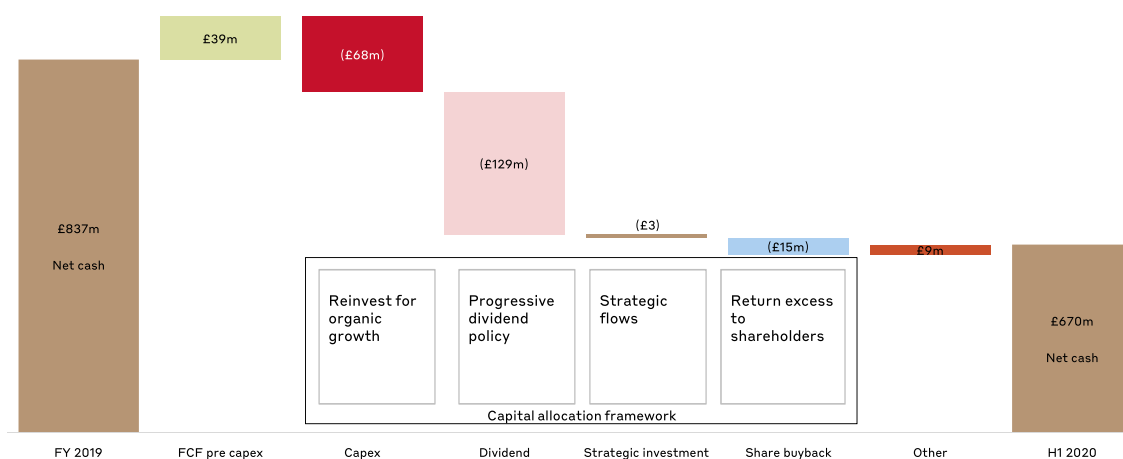 £39m
(£68m)
(£129m)
£837m
Net cash
(£3)
(£15m)
£9m
Reinvest for
organic
growth
Progressive
dividend
policy
Strategic
flows
Return excess
to
shareholders
£670m
Net cash
Capital allocation framework
FY 2019
FCF pre capex
Capex
Dividend
Strategic investment
Share buyback
Other
H1 2020